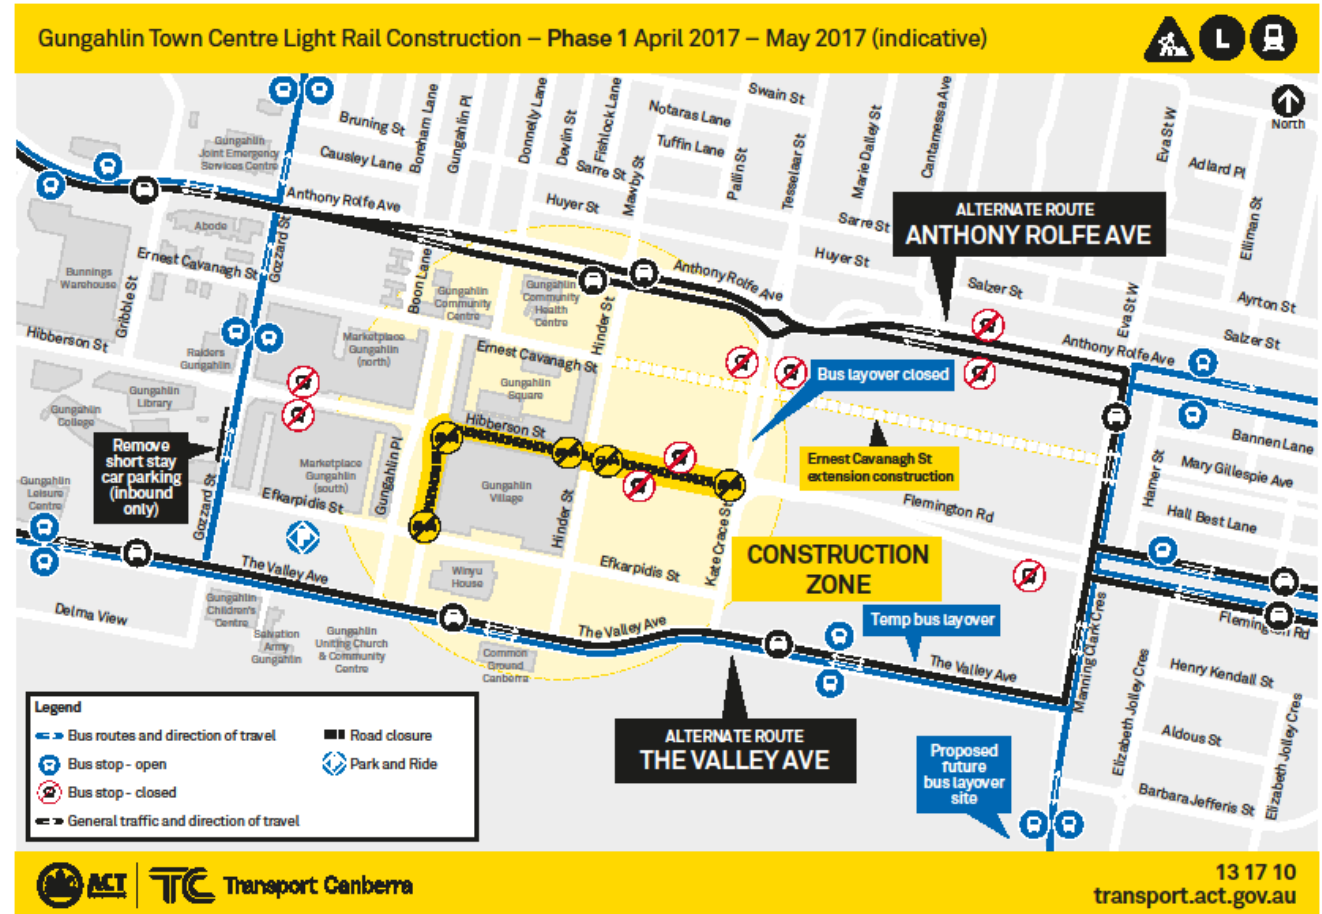 Gungahlin Town Centre Light Rail Construction – Phase 1 April 2017 – May 2017 (indicative)
L
North
Swain St
Notaras Lane
Tuffin Lane
Bruning St
Causley Lane
Boreham Lane
Gungahlin Pl
Donnelly Lane
Devlin St
Fishlock Lane
Sarre St
Mawby St
Huyer St
Pallin St
Tesselaar St
Marie Dalley St
Cantamessa Ave
Eva St W
Adlard Pl
Elliman St
Gungahlin
Joint Emergency
Services Centre
Anthony Rolfe Ave
Abode
Gozzard St
Ernest Cavanagh St
Bunnings
Warehouse
Gribble St
Hibberson St
Boon Lane
Gungahlin
Community
Centre
Gungahlin
Community
Health
Centre
Hinder St
Anthony Rolfe Ave
Sarre St
Huyer St
ALTERNATE ROUTE
ANTHONY ROLFE AVE
Salzer St
Eva St W
Ayrton St
Salzer St
Anthony Rolfe Ave
Marketplace
Gungahlin
(north)
Raiders
Gungahlin
Ernest Cavanagh St
Gungahlin
Square
Bus layover closed
Gungahlin
Library
Gungahlin
College
Remove
short stay
car parking
(inbound
only)
Hibberson St
Ernest Cavanagh St
extension construction
Bannen Lane
Mary Gillespie Ave
Hall Best Lane
Hamer St
Gungahlin
Leisure
Centre
Gozzard St
Marketplace
Gungahlin
(south)
Gungahlin Pl
Efkarpidis St
Gungahlin
Village
Hinder St
Kate Crace St
Flemington Rd
CONSTRUCTION
ZONE
Efkarpidis St
Winyu
House
The Valley Ave
Delma View
Gungahlin
Children's
Centre
Salvation
Army
Gungahlin
Gungahlin
Uniting Church
& Community
Centre
Common
Ground
Canberra
The Valley Ave
Temp bus layover
The Valley Ave
Manning Clark Cres
Flemington Rd
Henry Kendall St
Elizabeth Jolley Cres
Aldous St
Elizabeth Jolley Cres
Barbara Jefferis St
ALTERNATE ROUTE
THE VALLEY AVE
Proposed
future
bus layover
site
Legend
Bus routes and direction of travel
Bus stop - open
Bus stop - closed
General traffic and direction of travel
Road closure
Park and Ride
ACT
TC
Transport Canberra
13 17 10
transport.act.gov.au